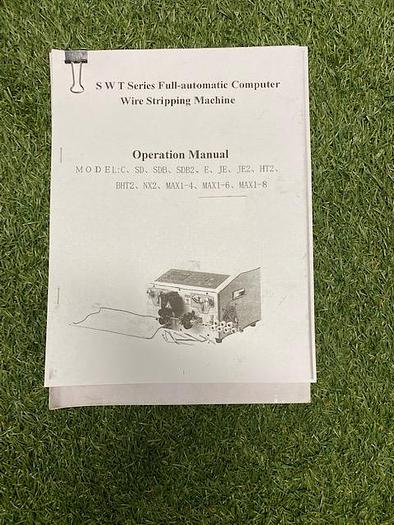 S W T Series Full-automatic Computer
Wire Stripping Machine
Operation Manual
MODEL:C、SD、SDB、SDB2、E、JE、JE2、HT2、
BHT2、NX2、MAX1-4、MAX1-6、MAX1-8